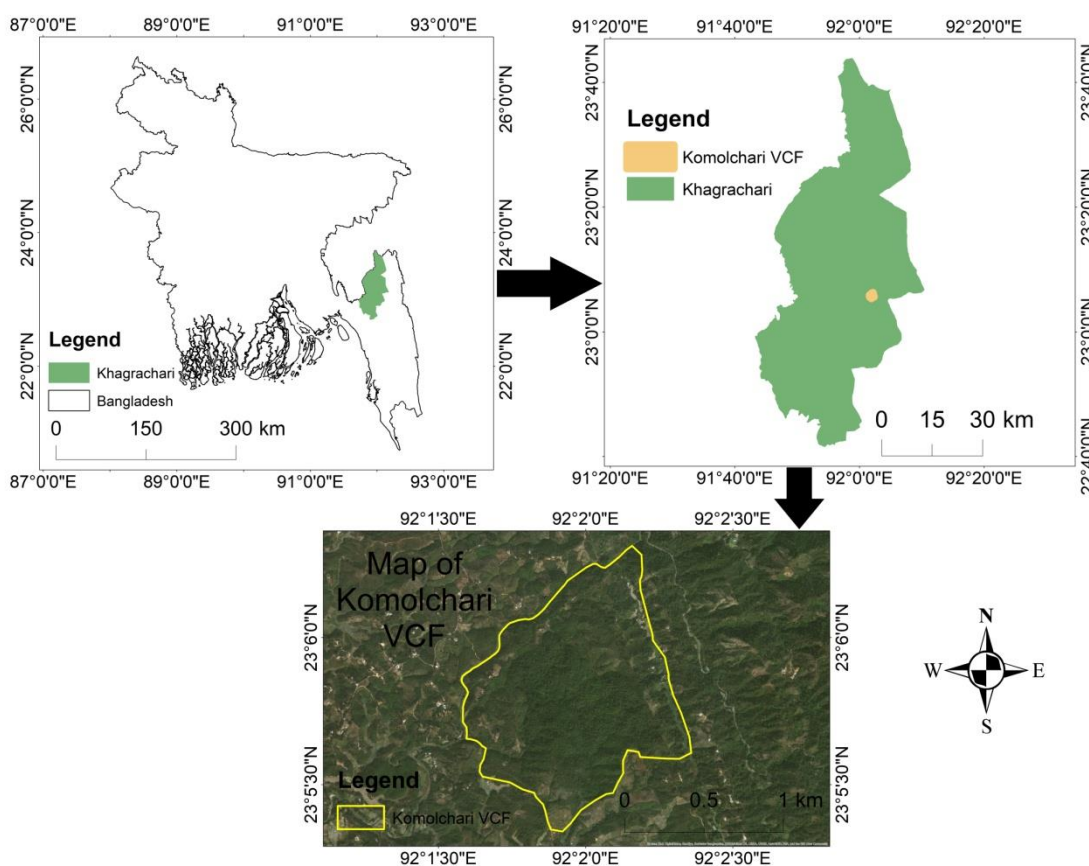 87°0'0"E 89°0'0"E 91°0'0"E 93°0'0"E
26°0'0"N
24°0'0"N
22°0'0"N
26°0'0"N
24°0'0"N
22°0'0"N
Legend
Khagrachari
Bangladesh
0 150 300 km
87°0'0"E 89°0'0"E 91°0'0"E 93°0'0"E
91°20'0"E 91°40'0"E 92°0'0"E 92°20'0"E
23°40'0"N
23°20'0"N
23°0'0"N
23°20'0"N
23°0'0"N
Legend
Komolchari VCF
Khagrachari
0 15 30 km
91°20'0"E 91°40'0"E 92°0'0"E 92°20'0"E
92°1'30"E 92°2'0"E 92°2'30"E
Map of
Komolchari
VCF
23°6'0"N
23°5'30"N
23°6'0"N
23°5'30"N
Legend
Komolchari VCF
0 0.5 1 km
92°1'30"E 92°2'0"E 92°2'30"E
N
W E
S